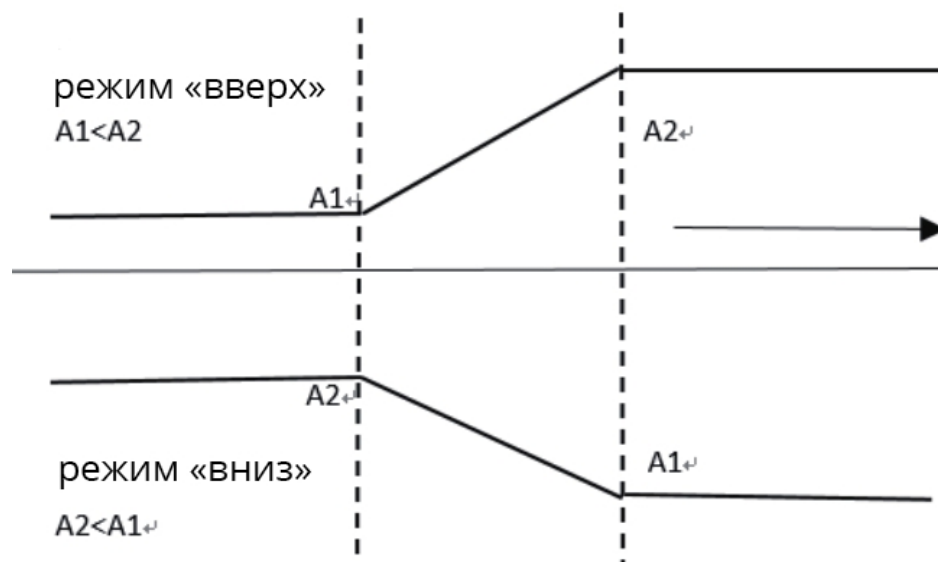 режим «вверх»
A1<A2
A1↵
A2↵
A2↵
A1↵
режим «вниз»
A2<A1↵